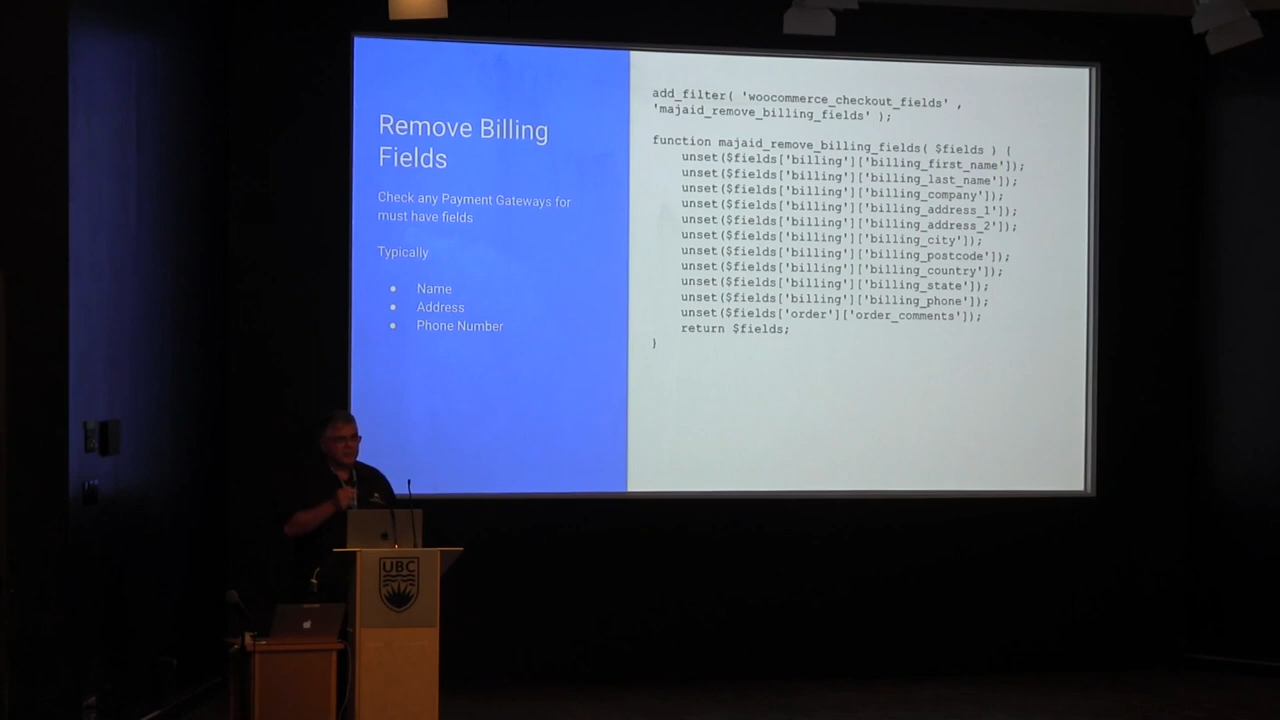 Remove Billing
Fields
Check any Payment Gateways for
must have fields
Typically
● Name
● Address
● Phone Number
add_filter( 'woocommerce_checkout_fields' ,
'majaid_remove_billing_fields' );
function majaid_remove_billing_fields( $fields ) {
unset($fields['billing']['billing_first_name']);
unset($fields['billing']['billing_last_name']);
unset($fields['billing']['billing_company']);
unset($fields['billing']['billing_address_1']);
unset($fields['billing']['billing_address_2']);
unset($fields['billing']['billing_city']);
unset($fields['billing']['billing_postcode']);
unset($fields['billing']['billing_country']);
unset($fields['billing']['billing_state']);
unset($fields['billing']['billing_phone']);
unset($fields['order']['order_comments']);
return $fields;
}
UBC